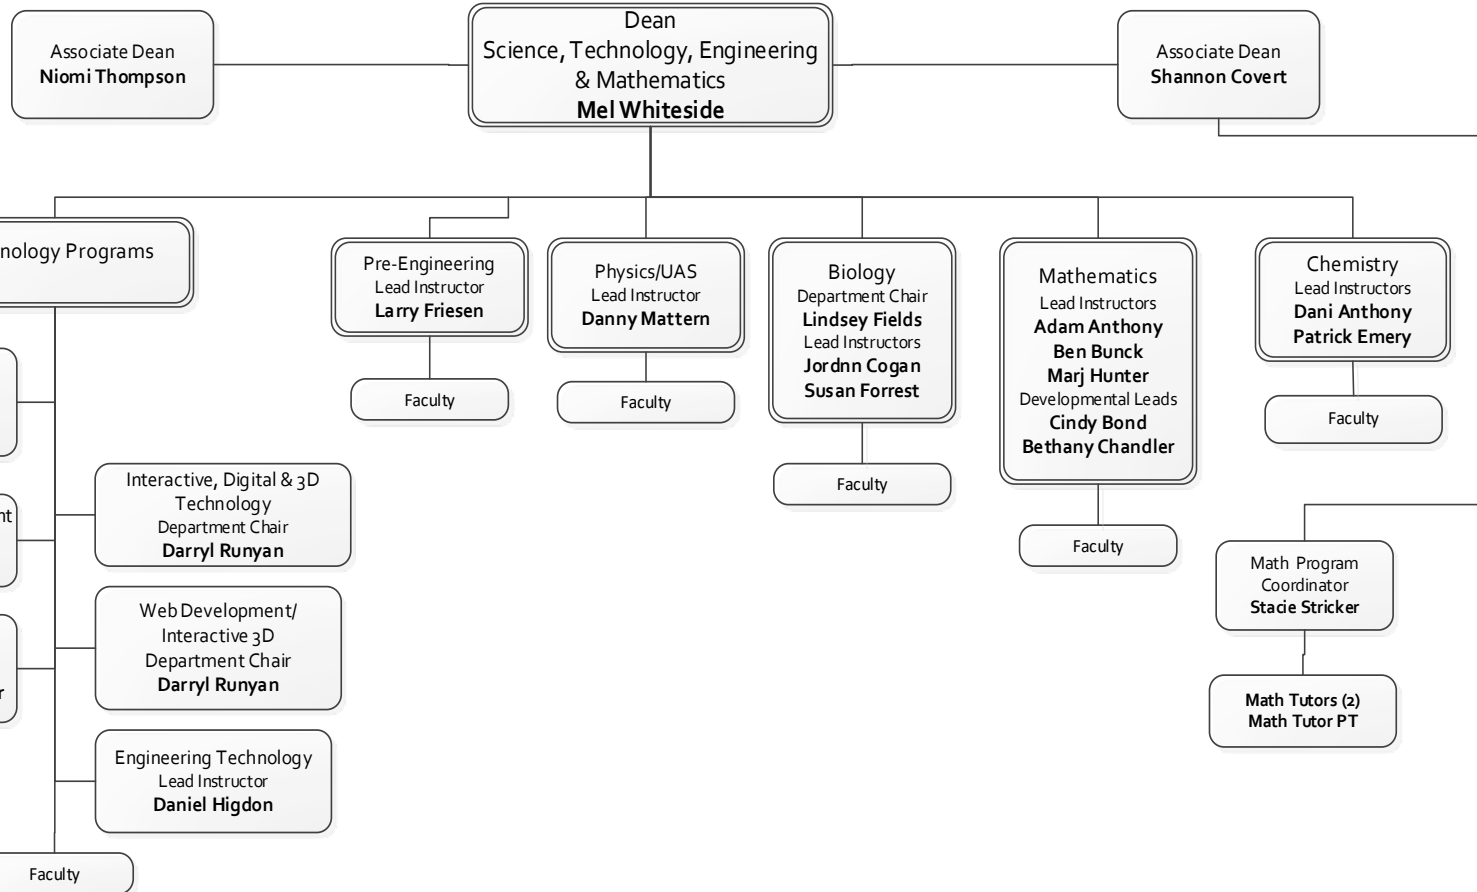 Associate Dean
Niomi Thompson
Dean
Science, Technology, Engineering
& Mathematics
Mel Whiteside
Associate Dean
Shannon Covert
nology Programs
Pre-Engineering
Lead Instructor
Larry Friesen
Faculty
Physics/UAS
Lead Instructor
Danny Mattern
Faculty
Biology
Department Chair
Lindsey Fields
Lead Instructors
Jordnn Cogan
Susan Forrest
Faculty
Mathematics
Lead Instructors
Adam Anthony
Ben Bunck
Marj Hunter
Developmental Leads
Cindy Bond
Bethany Chandler
Faculty
Chemistry
Lead Instructors
Dani Anthony
Patrick Emery
Faculty
Math Program
Coordinator
Stacie Stricker
Math Tutors (2)
Math Tutor PT
nt
r
Interactive, Digital & 3D
Technology
Department Chair
Darryl Runyan
Web Development/
Interactive 3D
Department Chair
Darryl Runyan
Engineering Technology
Lead Instructor
Daniel Higdon
Faculty